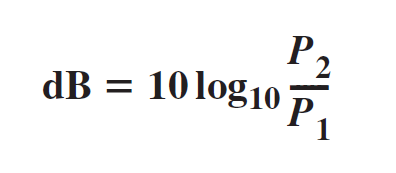 dB = 10 log₁₀ P₂/P₁